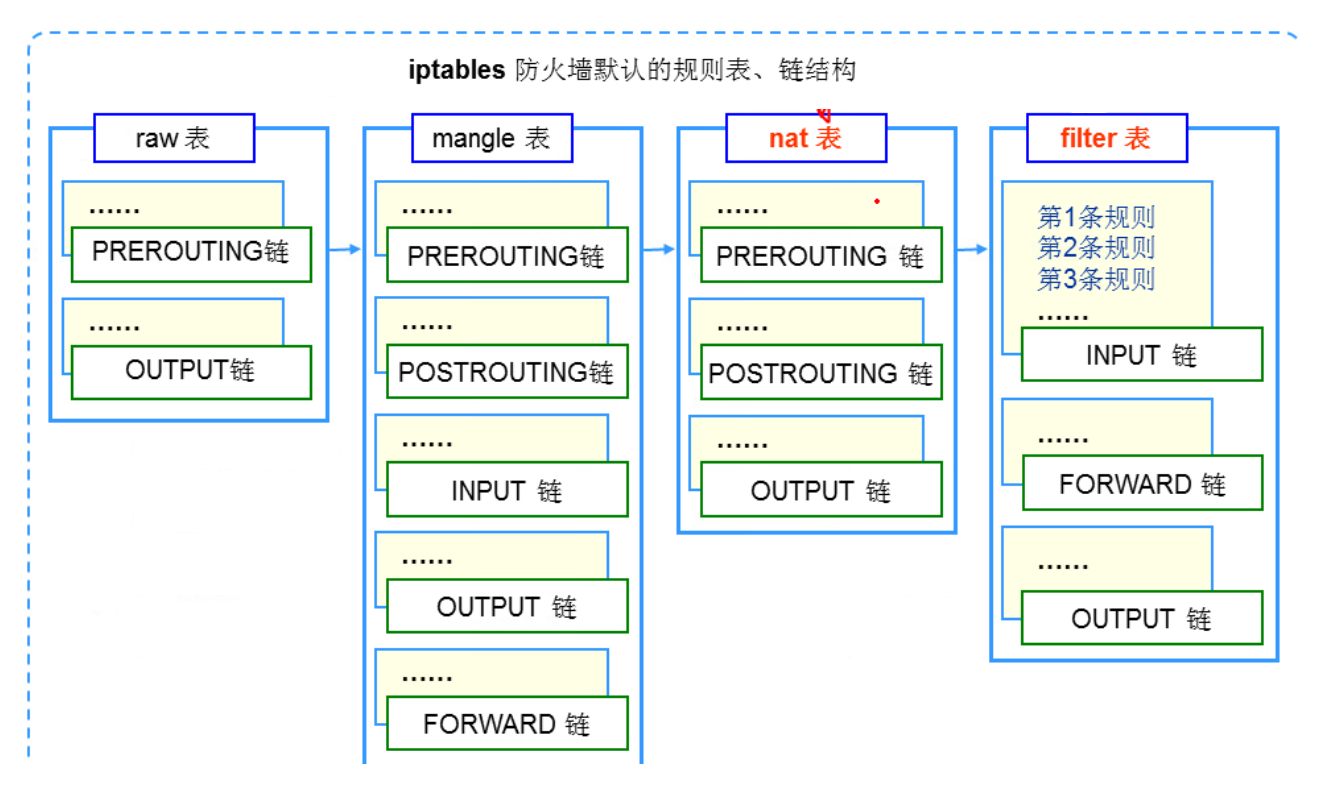 iptables 防火墙默认的规则表、链结构
raw 表
......
PREROUTING链
......
OUTPUT链
mangle 表
......
PREROUTING链
......
POSTROUTING链
......
INPUT 链
......
OUTPUT 链
......
FORWARD 链
nat 表
......
PREROUTING 链
......
POSTROUTING 链
......
OUTPUT 链
filter 表
第1条规则
第2条规则
第3条规则
......
INPUT 链
......
FORWARD 链
......
OUTPUT 链